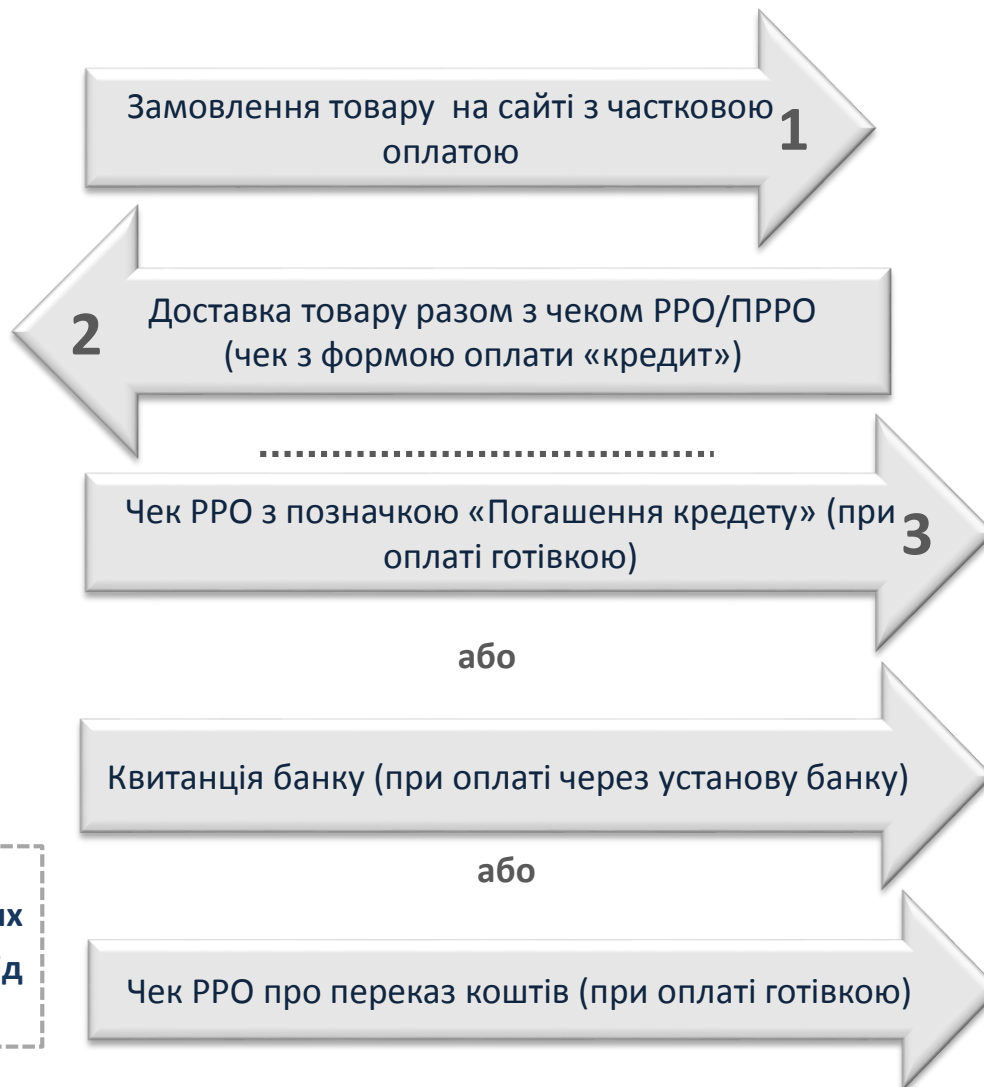 Замовлення товару на сайті з частковою
оплатою
1
2
Доставка товару разом з чеком РРО/ПРРО
(чек з формою оплати «кредит»)
Чек РРО з позначкою «Погашення кредету» (при
оплаті готівкою)
3
або
Квитанція банку (при оплаті через установу банку)
або
Чек РРО про переказ коштів (при оплаті готівкою)